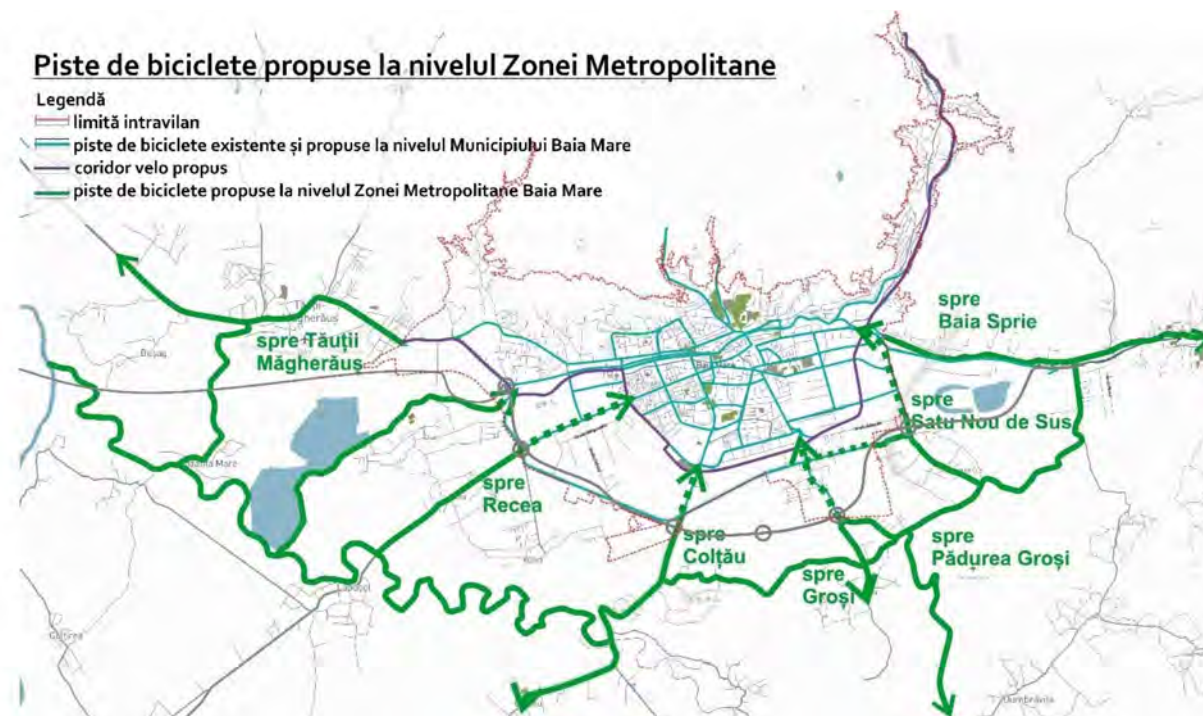 Piste de biciclete propuse la nivelul Zonei Metropolitane
Legendă
limită intravilan
piste de biciclete existente și propuse la nivelul Municipiului Baia Mare
coridor velo propus
piste de biciclete propuse la nivelul Zonei Metropolitane Baia Mare
spre
Baia Sprie
spre Tăuții
Măgherăuș
spre
Satu Nou de Sus
spre
Recea
spre
Colțău
spre
Pădurea Groși
spre
Groși